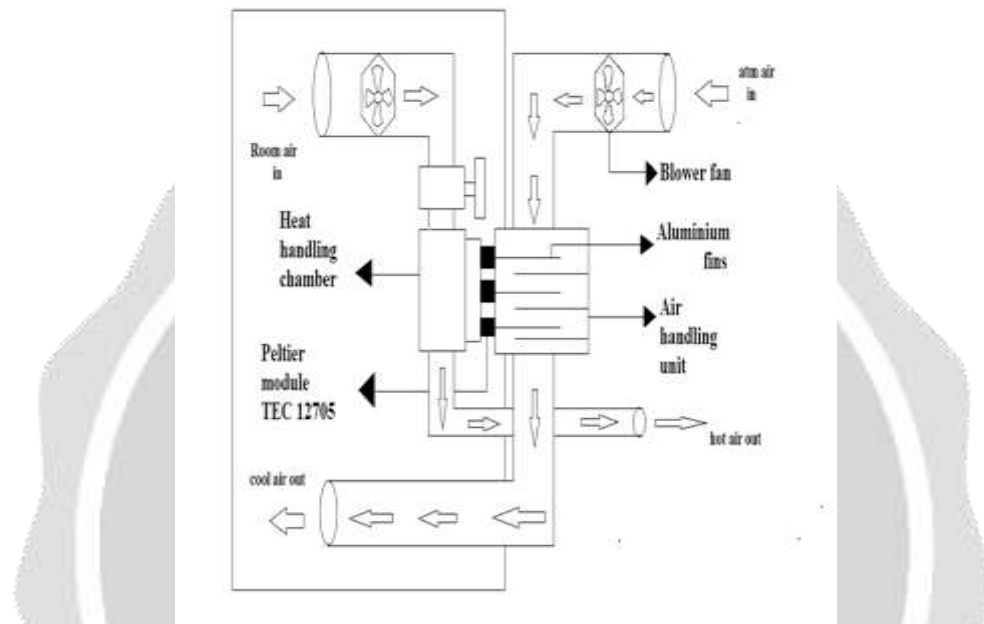 atm air
in
Room air
in
Blower fan
Heat
handling
chamber
Aluminium
fins
Air
handling
unit
Peltier
module
TEC 12705
hot air out
cool air out